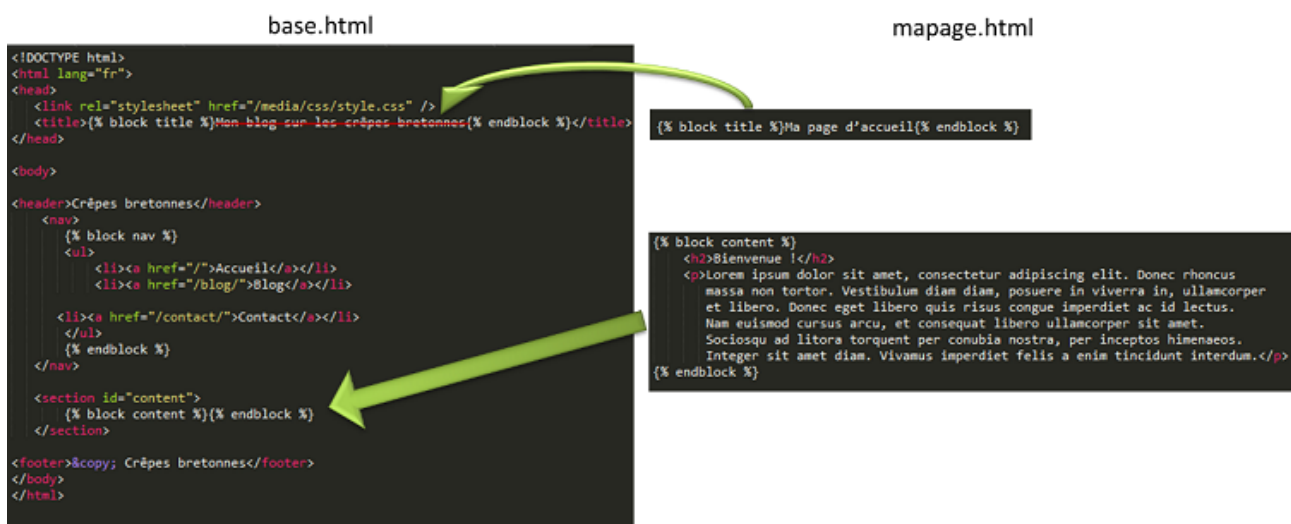 base.html
<!DOCTYPE html>
<html lang="fr">
<head>
<link rel="stylesheet" href="/media/css/style.css" />
<title>{% block title %}Mon blog sur les crêpes bretonnes{% endblock %}</title>
</head>
<body>
<header>Crêpes bretonnes</header>
<nav>
{% block nav %}
<ul>
<li><a href="/">Accueil</a></li>
<li><a href="/blog/">Blog</a></li>
<li><a href="/contact/">Contact</a></li>
</ul>
{% endblock %}
</nav>
<section id="content">
{% block content %}{% endblock %}
</section>
<footer>&copy; Crêpes bretonnes</footer>
</body>
</html>
mapage.html
{% block title %}Ma page d’accueil{% endblock %}
{% block content %}
<h2>Bienvenue !</h2>
<p>Lorem ipsum dolor sit amet, consectetur adipiscing elit. Donec rhoncus
massa non tortor. Vestibulum diam diam, posuere in viverra in, ullamcorper
et libero. Donec eget libero quis risus congue imperdiet ac id lectus.
Nam euismod cursus arcu, et consequat libero ullamcorper sit amet.
Sociosqu ad litora torquent per conubia nostra, per inceptos himenaeos.
Integer sit amet diam. Vivamus imperdiet felis a enim tincidunt interdum.</p>
{% endblock %}